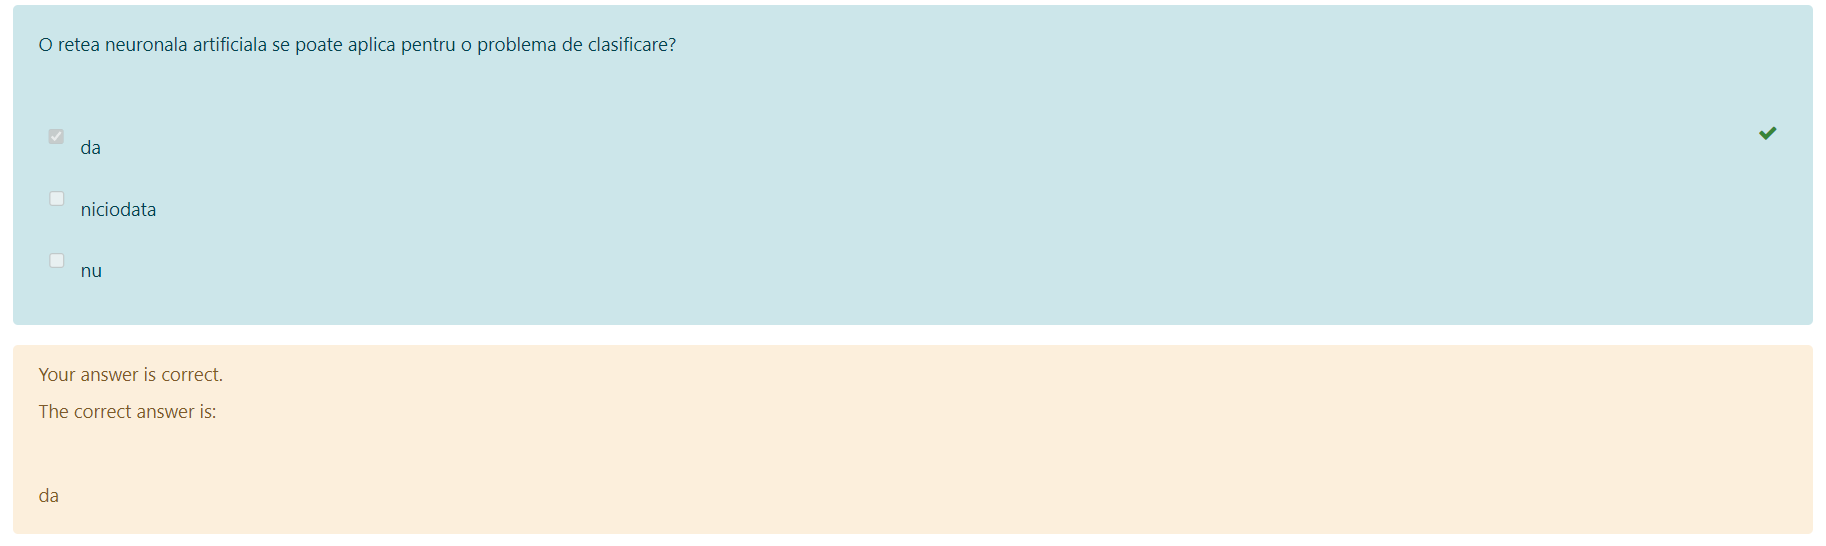 O retea neuronala artificiala se poate aplica pentru o problema de clasificare?
da
niciodata
nu
Your answer is correct.
The correct answer is:
da